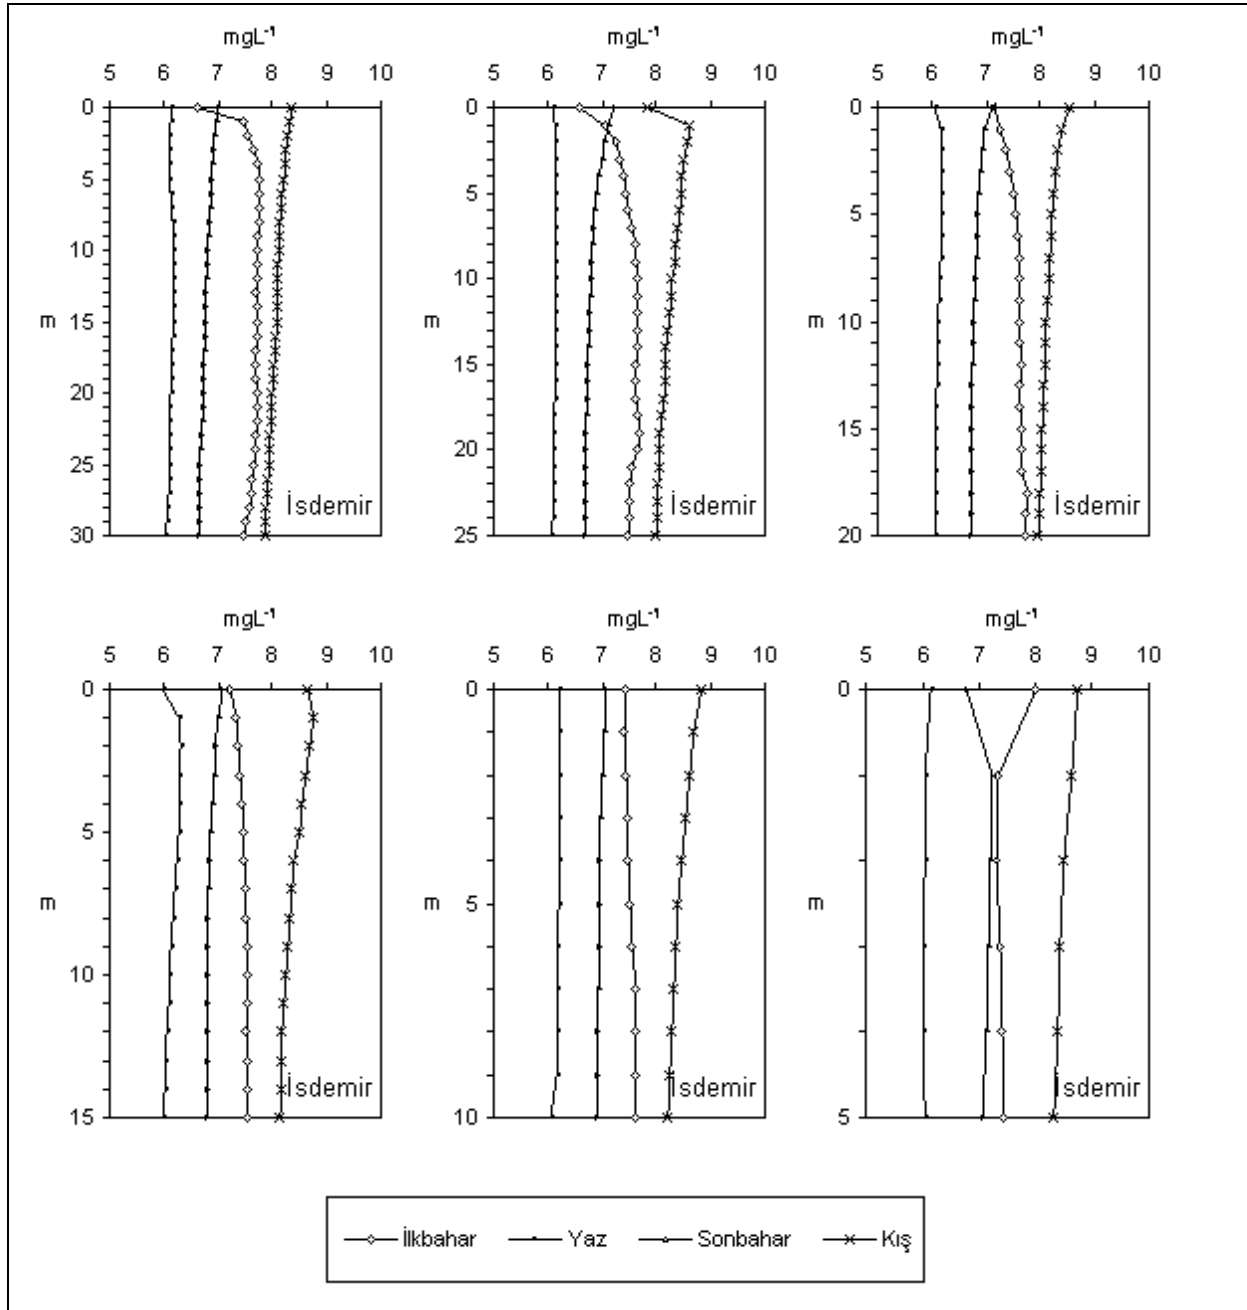 mgL⁻¹ mgL⁻¹ mgL⁻¹
5 6 7 8 9 10 5 6 7 8 9 10 5 6 7 8 9 10
0 0 0
5 5 5
10 10
m 15 m m 10
15
20 20 15
25
30 İsdemir 25 İsdemir 20 İsdemir
mgL⁻¹ mgL⁻¹ mgL⁻¹
5 6 7 8 9 10 5 6 7 8 9 10 5 6 7 8 9 10
0 0 0
5
m m 5 m
10
15 İsdemir 10 İsdemir 5 İsdemir
İlkbahar Yaz Sonbahar Kış